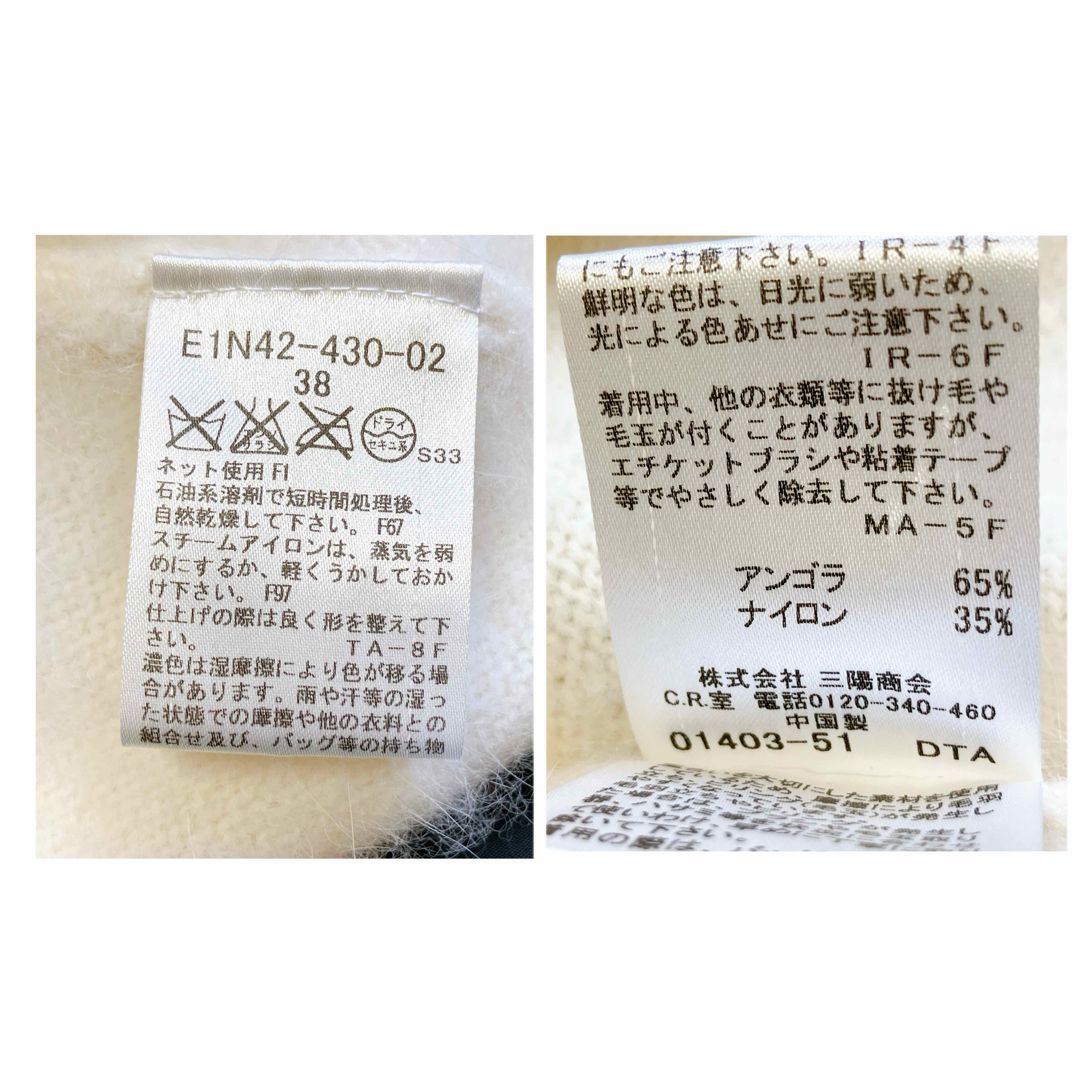 E1N42-430-02
38
エンソ
サラシ
ドライ
セキユ系
S33
ネット使用 F1
石油系溶剤で短時間処理後、
自然乾燥して下さい。 F67
スチームアイロンは、蒸気を弱
めにするか、軽くうかしておか
け下さい。 F97
仕上げの際は良く形を整えて下
さい。 TA-8F
濃色は湿摩擦により色が移る場
合があります。雨や汗等の湿っ
た状態での摩擦や他の衣料との
組合せ及び、バッグ等の持ち物
にもご注意下さい。IR-4F
鮮明な色は、日光に弱いため、
光による色あせにご注意下さい。
IR-6F
着用中、他の衣類等に抜け毛や
毛玉が付くことがありますが、
エチケットブラシや粘着テープ
等でやさしく除去して下さい。
MA-5F
アンゴラ 65%
ナイロン 35%
株式会社 三陽商会
C.R.室 電話0120-340-460
中国製
01403-51 DTA